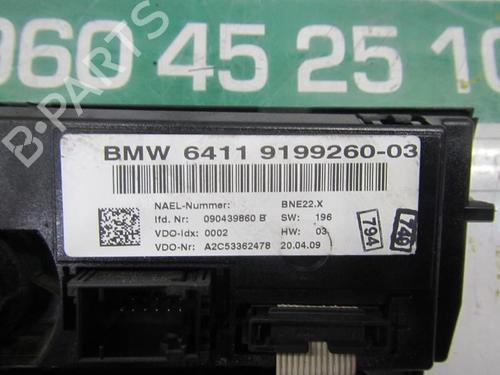 960 45 25 10
B-PARTS
BMW 6411 9199260-03
NAEL-Nummer: BNE22.X
lfd. Nr: 090439860 B SW: 196
VDO-Idx: 0002 HW: 03
VDO-Nr: A2C53362478 20.04.09
794
749